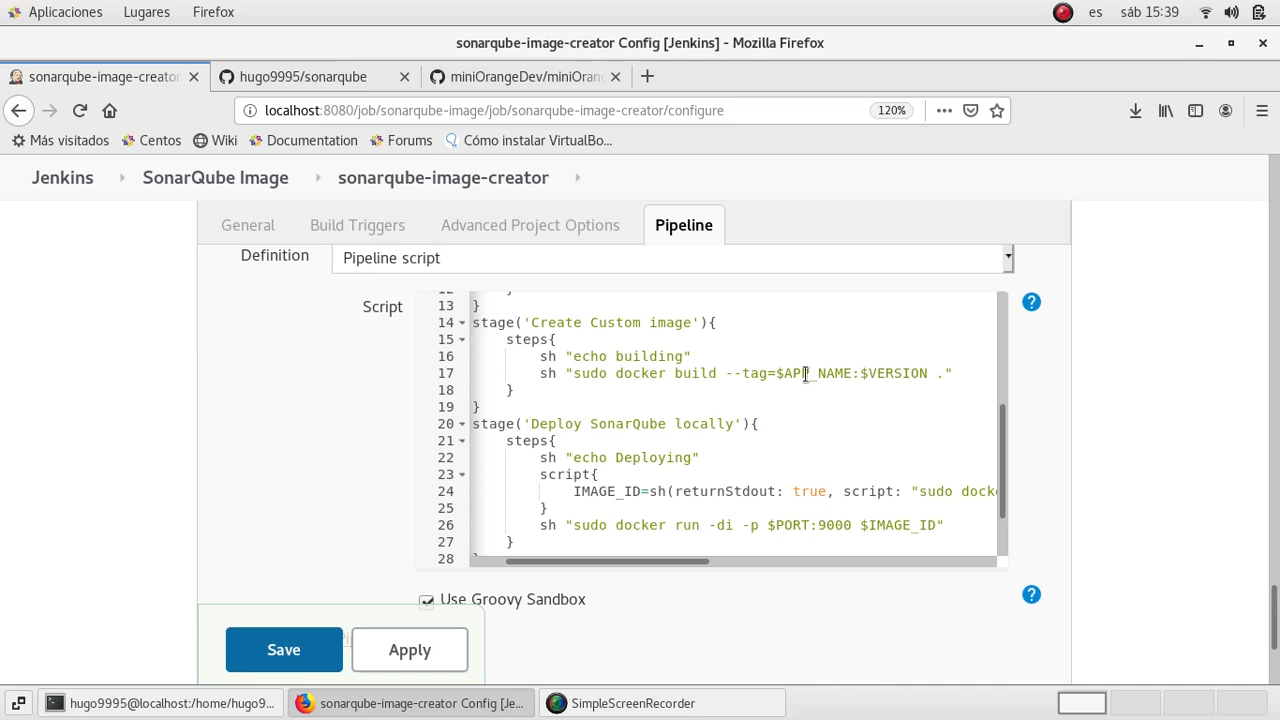 Aplicaciones Lugares Firefox es sáb 15:39
sonarqube-image-creator Config [Jenkins] - Mozilla Firefox
sonarqube-image-creator hugo9995/sonarqube miniOrangeDev/miniOran
localhost:8080/job/sonarqube-image/job/sonarqube-image-creator/configure 120%
Más visitados Centos Wiki Documentation Forums Cómo instalar VirtualBo...
Jenkins SonarQube Image sonarqube-image-creator
General Build Triggers Advanced Project Options Pipeline
Definition Pipeline script
Script
13 }
14 stage('Create Custom image'){
15 steps{
16 sh "echo building"
17 sh "sudo docker build --tag=$APP_NAME:$VERSION ."
18 }
19 }
20 stage('Deploy SonarQube locally'){
21 steps{
22 sh "echo Deploying"
23 script{
24 IMAGE_ID=sh(returnStdout: true, script: "sudo dock
25 }
26 sh "sudo docker run -di -p $PORT:9000 $IMAGE_ID"
27 }
28
Use Groovy Sandbox
Save Apply
hugo9995@localhost:/home/hugo9... sonarqube-image-creator Config [Je... SimpleScreenRecorder